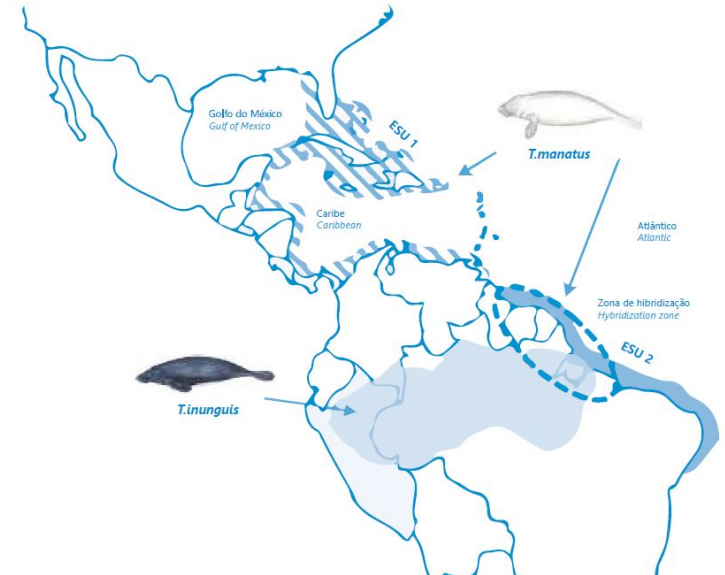 Golfo do México
Gulf of Mexico
ESU 1
T.manatus
Caribe
Caribbean
Atlântico
Atlantic
Zona de hibridização
Hybridization zone
ESU 2
T.inunguis